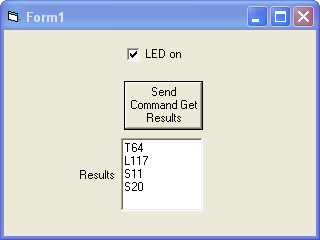 Form1
LED on
Send
Command Get
Results
Results
T64
L117
S11
S20